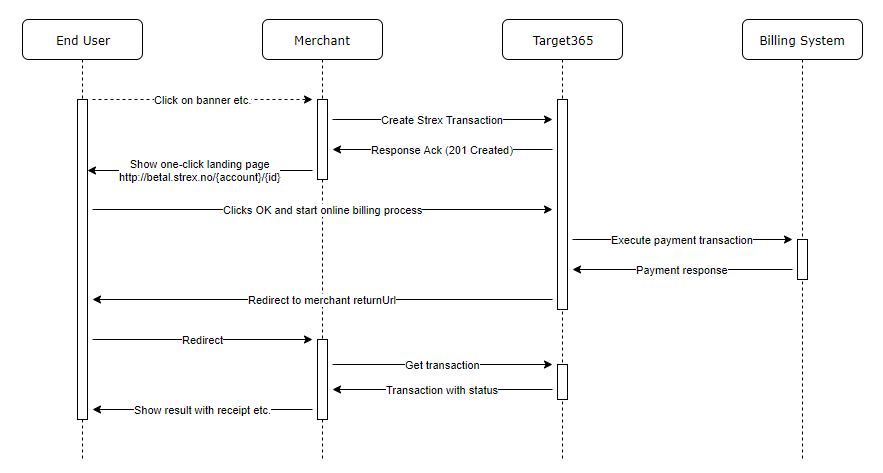 End User
Merchant
Target365
Billing System
Click on banner etc.
Create Strex Transaction
Response Ack (201 Created)
Show one-click landing page
http://betal.strex.no/{account}/{id}
Clicks OK and start online billing process
Execute payment transaction
Payment response
Redirect to merchant returnUrl
Redirect
Get transaction
Transaction with status
Show result with receipt etc.